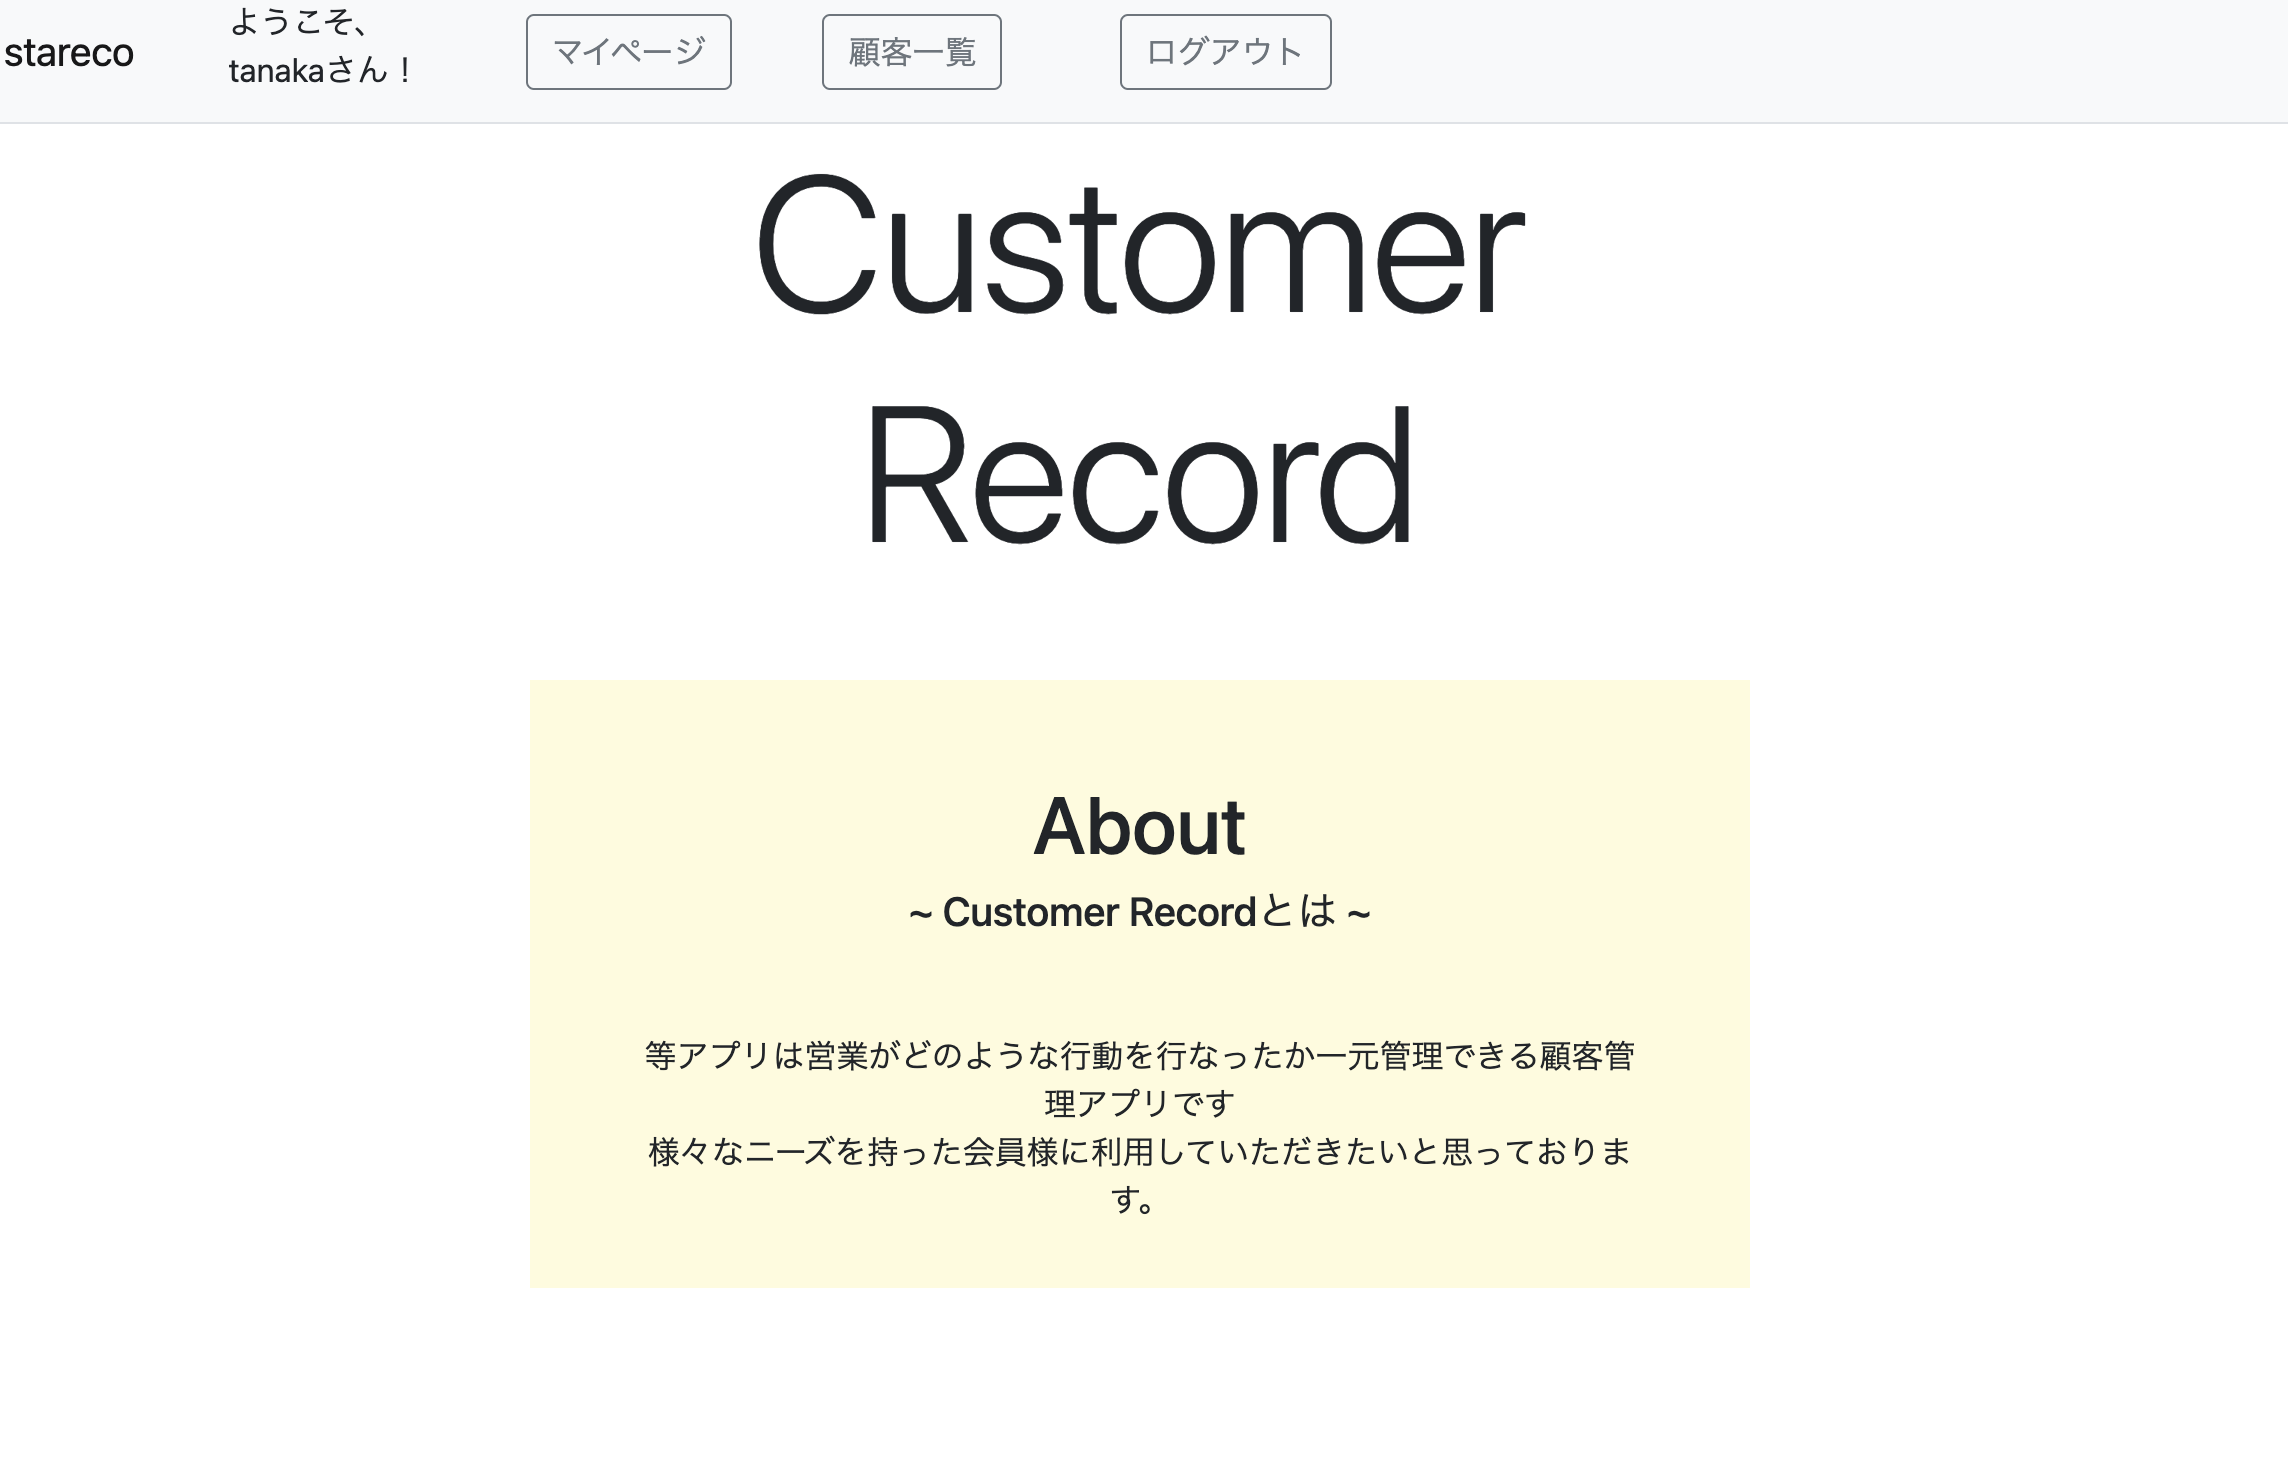 stareco
ようこそ、
tanakaさん！
マイページ
顧客一覧
ログアウト
Customer
Record
About
~ Customer Recordとは ~
等アプリは営業がどのような行動を行なったか一元管理できる顧客管
理アプリです
様々なニーズを持った会員様に利用していただきたいと思っておりま
す。